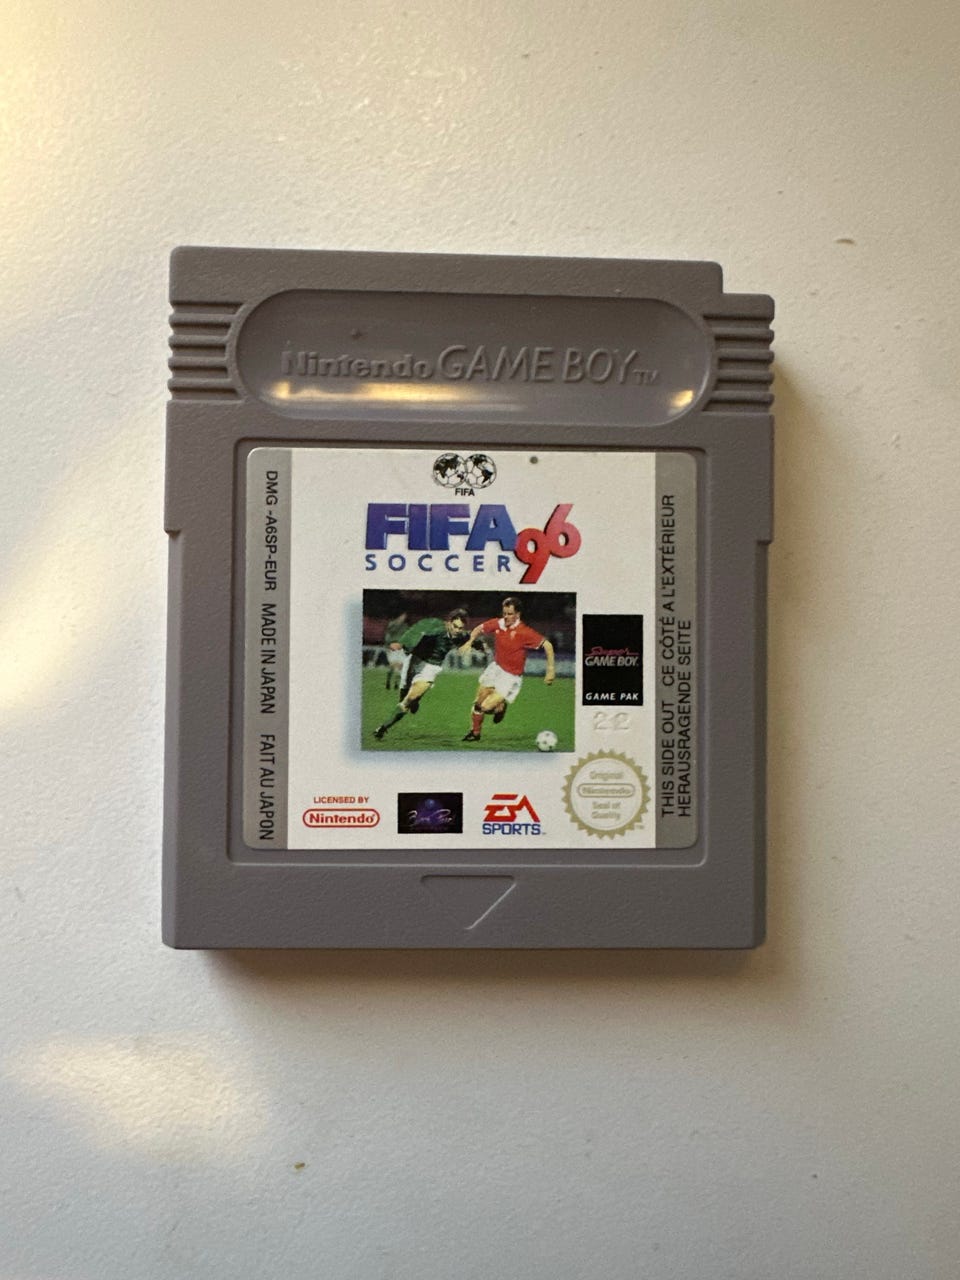 Nintendo GAME BOY TM
FIFA
FIFA 96
SOCCER
Super
GAME BOY
GAME PAK
22
LICENSED BY
Nintendo
EA
SPORTS
Original
Nintendo
Seal of
Quality
DMG -A6SP-EUR MADE IN JAPAN FAIT AU JAPON
THIS SIDE OUT CE CÔTÉ A L'EXTÉRIEUR
HERAUSRAGENDE SEITE